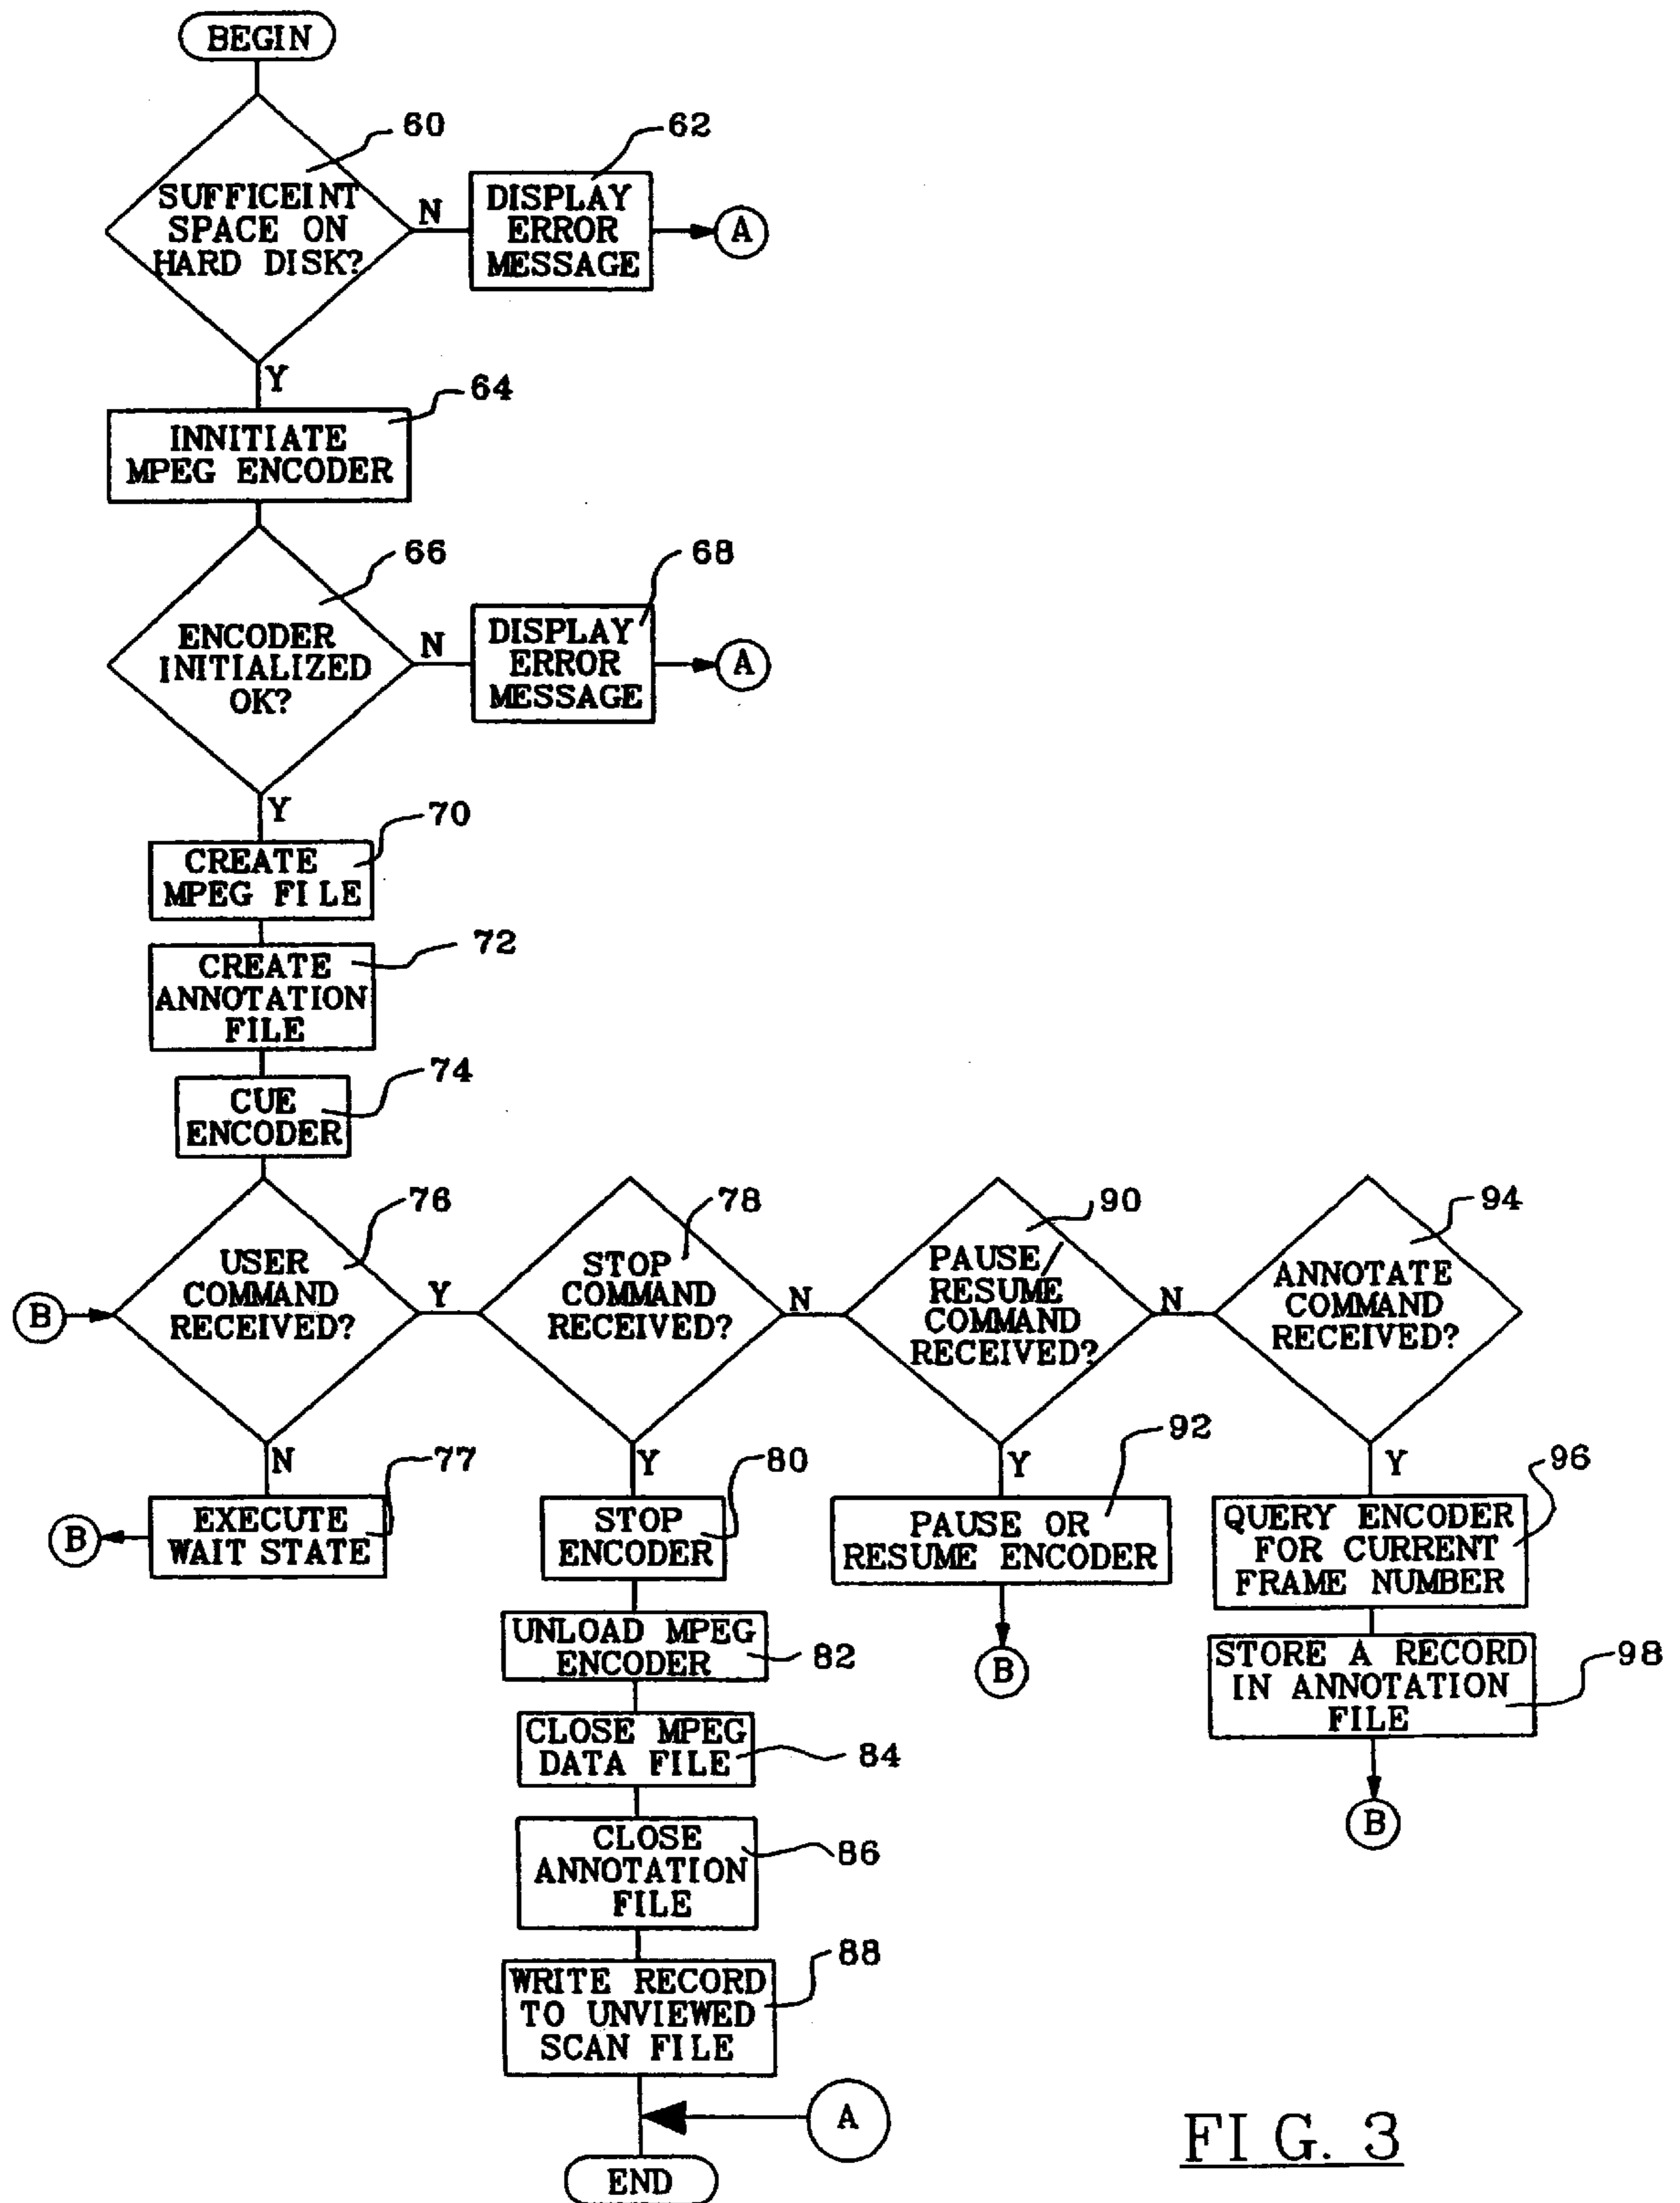 BEGIN
60
SUFFICEINT
SPACE ON
HARD DISK?
N
62
DISPLAY
ERROR
MESSAGE
A
Y
64
INNITIATE
MPEG ENCODER
66
ENCODER
INITIALIZED
OK?
N
68
DISPLAY
ERROR
MESSAGE
A
Y
70
CREATE
MPEG FILE
72
CREATE
ANNOTATION
FILE
74
CUE
ENCODER
B
76
USER
COMMAND
RECEIVED?
Y
78
STOP
COMMAND
RECEIVED?
N
90
PAUSE/
RESUME
COMMAND
RECEIVED?
N
94
ANNOTATE
COMMAND
RECEIVED?
N
77
EXECUTE
WAIT STATE
B
Y
80
STOP
ENCODER
UNLOAD MPEG
ENCODER
82
CLOSE MPEG
DATA FILE
84
CLOSE
ANNOTATION
FILE
86
WRITE RECORD
TO UNVIEWED
SCAN FILE
88
A
END
Y
92
PAUSE OR
RESUME ENCODER
B
Y
96
QUERY ENCODER
FOR CURRENT
FRAME NUMBER
STORE A RECORD
IN ANNOTATION
FILE
98
B
FIG. 3